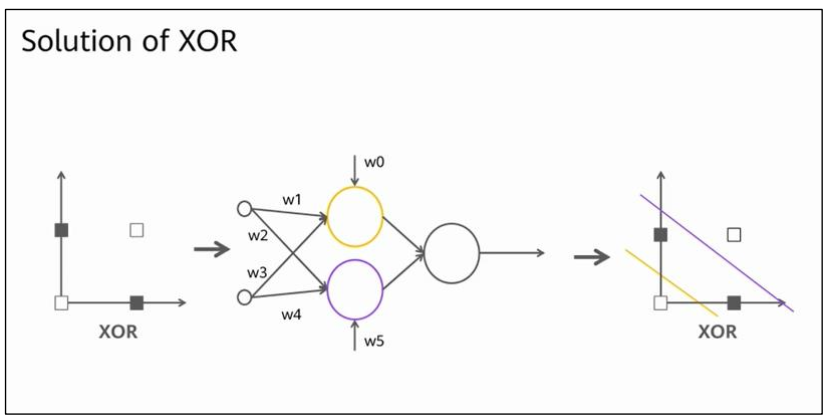 Solution of XOR
w0
w1
w2
w3
w4
w5
XOR
XOR